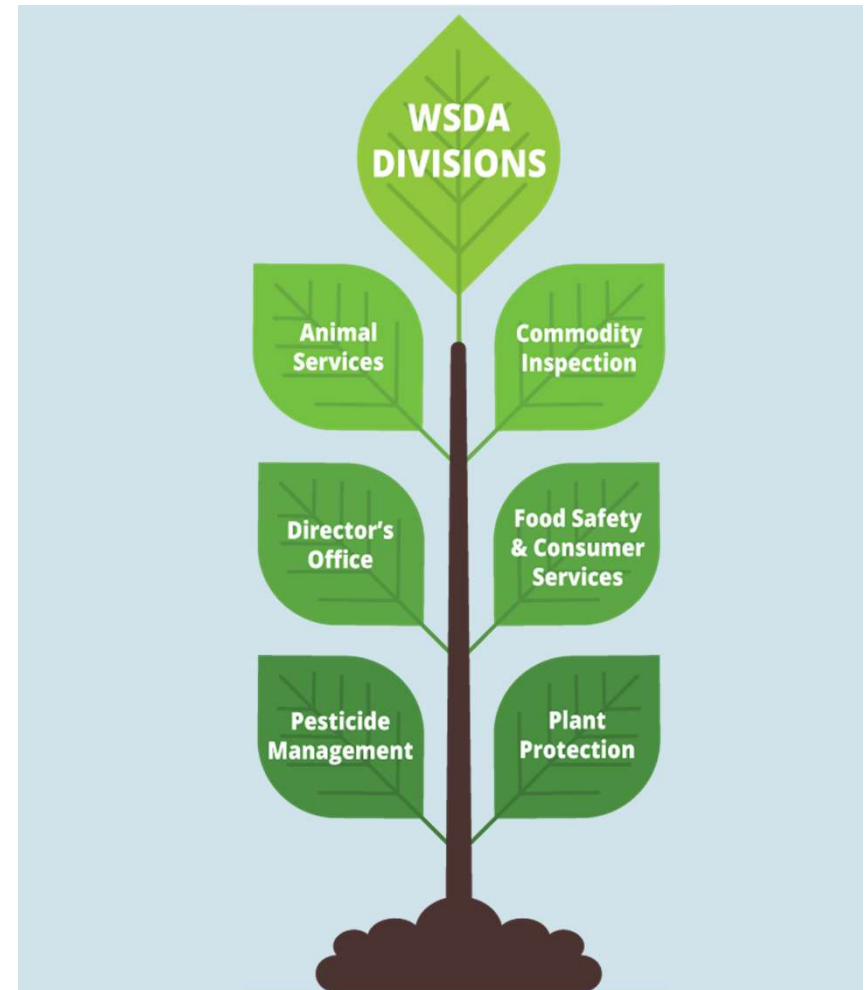 WSDA
DIVISIONS
Animal
Services
Commodity
Inspection
Director’s
Office
Food Safety
& Consumer
Services
Pesticide
Management
Plant
Protection